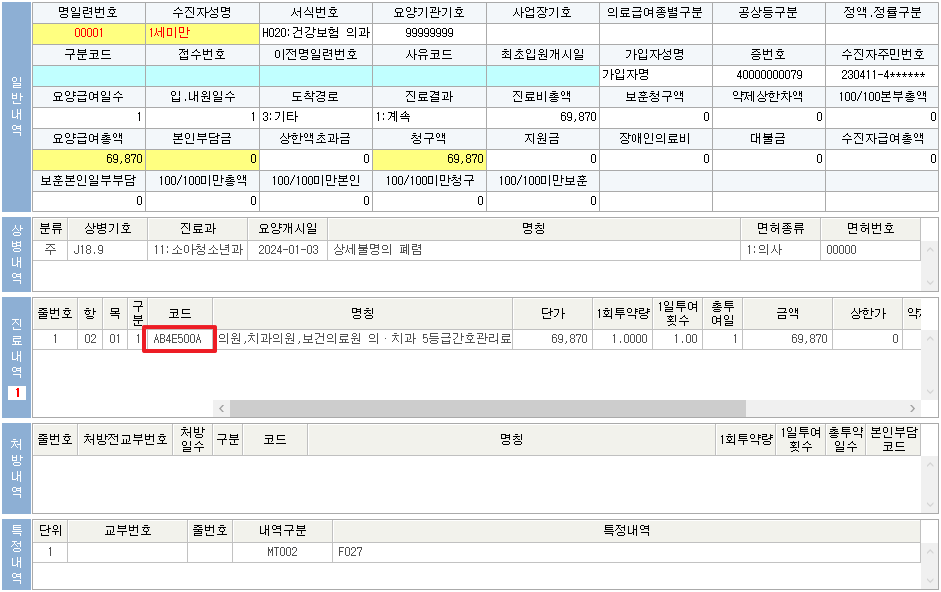 일반내역
명일련번호 수진자성명 서식번호 요양기관기호 사업장기호 의료급여종별구분 공상등구분 정액.정률구분
00001 1세미만 H020:건강보험 의과 99999999
구분코드 접수번호 이전명일련번호 사유코드 최초입원개시일 가입자성명 증번호 수진자주민번호
가입자명 40000000079 230411-4******
요양급여일수 입.내원일수 도착경로 진료결과 진료비총액 보훈청구액 약제상한차액 100/100본부총액
1 1 3:기타 1:계속 69,870 0 0 0
요양급여총액 본인부담금 상한액초과금 청구액 지원금 장애인의료비 대불금 수진자급여총액
69,870 0 0 69,870 0 0 0 0
보훈본인일부부담 100/100미만총액 100/100미만본인 100/100미만청구 100/100미만보훈
0 0 0 0 0
상병내역
분류 상병기호 진료과 요양개시일 명칭 면허종류 면허번호
주 J18.9 11:소아청소년과 2024-01-03 상세불명의 폐렴 1:의사 00000
진료내역
1
줄번호 항 목 구분 코드 명칭 단가 1회투약량 1일투여횟수 총투여일 금액 상한가
1 02 01 1 AB4E500A 의원,치과의원,보건의료원 의·치과 5등급간호관리료 69,870 1.0000 1.00 1 69,870 0
처방내역
줄번호 처방전교부번호 처방일수 구분 코드 명칭 1회투약량 1일투여횟수 총투약일수 본인부담코드
특정내역
단위 교부번호 줄번호 내역구분 특정내역
1 MT002 F027